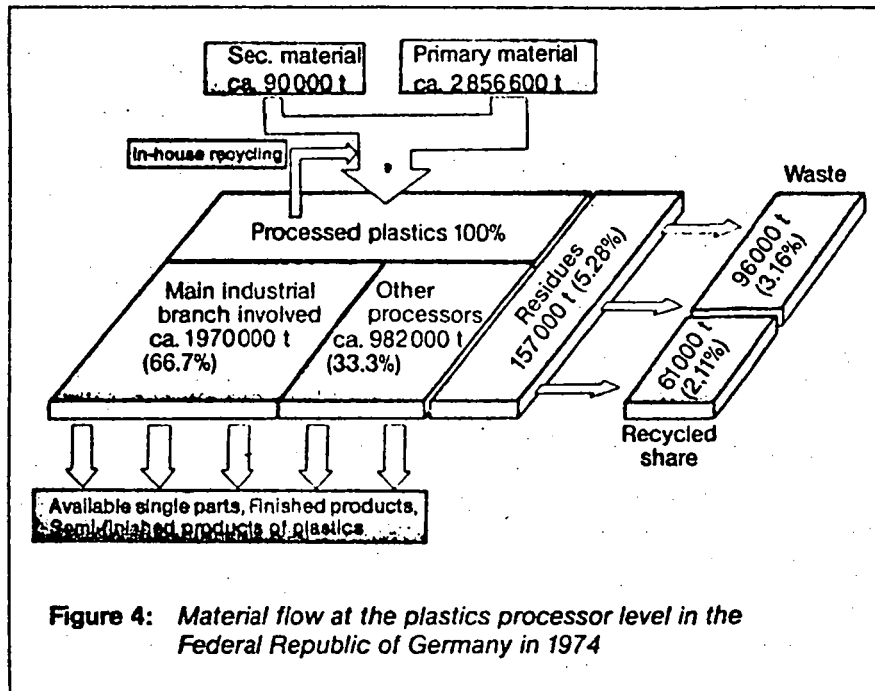 Sec. material
ca. 90000 t
Primary material
ca. 2856600 t
In-house recycling
Waste
Processed plastics 100%
Main industrial
branch involved
ca. 1970000 t
(66.7%)
Other
processors
ca. 982000 t
(33.3%)
Residues
157000 t (5.28%)
96000 t
(3.16%)
61000 t
(2,11%)
Recycled
share
Available single parts, Finished products,
Semi-finished products of plastics
Figure 4: Material flow at the plastics processor level in the
Federal Republic of Germany in 1974